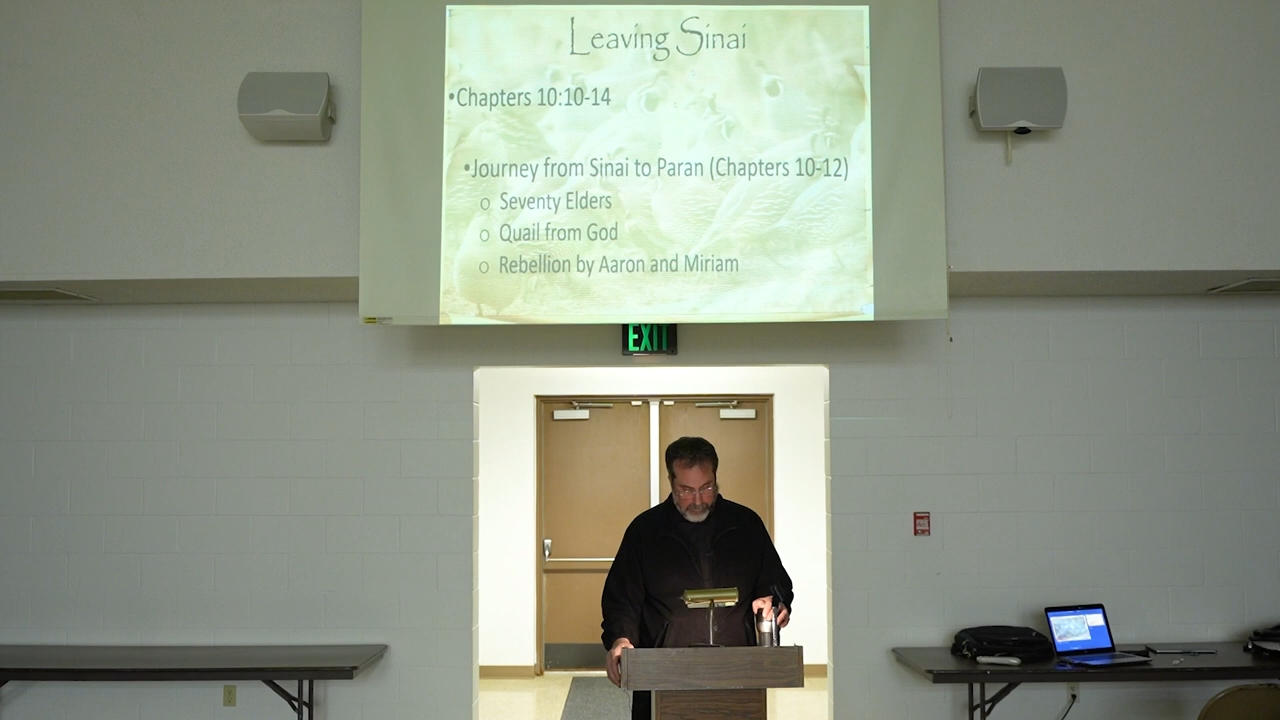 Leaving Sinai
•Chapters 10:10-14
•Journey from Sinai to Paran (Chapters 10-12)
o Seventy Elders
o Quail from God
o Rebellion by Aaron and Miriam
EXIT